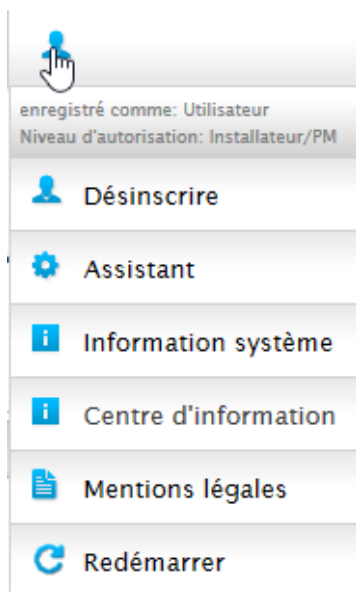 enregistré comme: Utilisateur
Niveau d'autorisation: Installateur/PM
Désinscrire
Assistant
Information système
Centre d'information
Mentions légales
Redémarrer